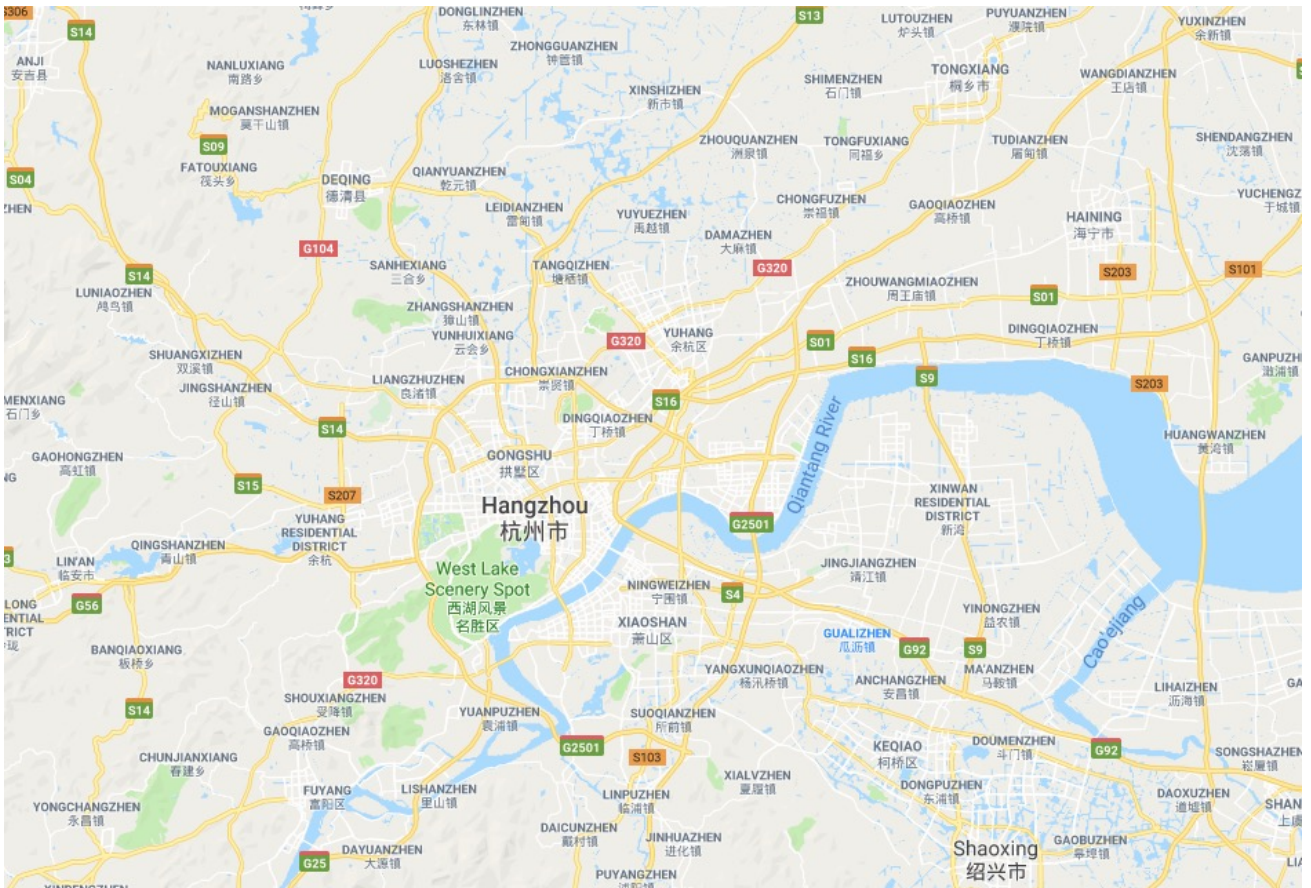 S306
S14
DONGLINZHEN
东林镇
S13
LUTOUZHEN
炉头镇
PUYUANZHEN
濮院镇
YUXINZHEN
余新镇
ANJI
安吉县
NANLUXIANG
南路乡
LUOSHEZHEN
洛舍镇
ZHONGGUANZHEN
钟管镇
XINSHIZHEN
新市镇
SHIMENZHEN
石门镇
TONGXIANG
桐乡市
WANGDIANZHEN
王店镇
MOGANSHANZHEN
莫干山镇
S09
ZHOUQUANZHEN
洲泉镇
TONGFUXIANG
同福乡
TUDIANZHEN
屠甸镇
SHENDANGZHEN
沈荡镇
S04
FATOUXIANG
筏头乡
DEQING
德清县
QIANYUANZHEN
乾元镇
LEIDIANZHEN
雷甸镇
YUYUEZHEN
禹越镇
CHONGFUZHEN
崇福镇
GAOQIAOZHEN
高桥镇
HAINING
海宁市
YUCHENGZ
于城镇
ZHEN
G104
DAMAZHEN
大麻镇
G320
S14
SANHEXIANG
三合乡
TANGQIZHEN
塘栖镇
ZHOUWANGMIAOZHEN
周王庙镇
S203
S101
LUNIAOZHEN
鸬鸟镇
ZHANGSHANZHEN
獐山镇
S01
YUNHUIXIANG
云会乡
G320
YUHANG
余杭区
S01
DINGQIAOZHEN
丁桥镇
SHUANGXIZHEN
双溪镇
S16
GANPUZH
澉浦镇
JINGSHANZHEN
径山镇
LIANGZHUZHEN
良渚镇
CHONGXIANZHEN
崇贤镇
S9
S203
MENXIANG
石门乡
S16
S14
DINGQIAOZHEN
丁桥镇
Qiantang River
HUANGWANZHEN
黄湾镇
GAOHONGZHEN
高虹镇
GONGSHU
拱墅区
NG
S15
S207
Hangzhou
杭州市
XINWAN
RESIDENTIAL
DISTRICT
新湾
G2501
YUHANG
RESIDENTIAL
DISTRICT
余杭
QINGSHANZHEN
青山镇
3
LIN'AN
临安市
West Lake
Scenery Spot
西湖风景
名胜区
JINGJIANGZHEN
靖江镇
NINGWEIZHEN
宁围镇
S4
G56
LONG
ENTIAL
TRICT
XIAOSHAN
萧山区
YINONGZHEN
益农镇
Cao'ejiang
GUALIZHEN
瓜沥镇
G92
S9
BANQIAOXIANG
板桥乡
G320
YANGXUNQIAOZHEN
杨汛桥镇
MA'ANZHEN
马鞍镇
ANCHANGZHEN
安昌镇
LIHAIZHEN
沥海镇
GA
S14
SHOUXIANGZHEN
受降镇
YUANPUZHEN
袁浦镇
SUOQIANZHEN
所前镇
GAOQIAOZHEN
高桥镇
G2501
S103
KEQIAO
柯桥区
DOUMENZHEN
斗门镇
G92
SONGSHAZHEN
崧厦镇
CHUNJIANXIANG
春建乡
XIALVZHEN
夏履镇
DONGPUZHEN
东浦镇
DAOXUZHEN
道墟镇
FUYANG
富阳区
LISHANZHEN
里山镇
LINPUZHEN
临浦镇
YONGCHANGZHEN
永昌镇
SHAN
上虞
DAICUNZHEN
戴村镇
JINHUAZHEN
进化镇
Shaoxing
绍兴市
GAOBUZHEN
皋埠镇
G25
DAYUANZHEN
大源镇
LIA
PUYANGZHEN
XINDENGZHEN